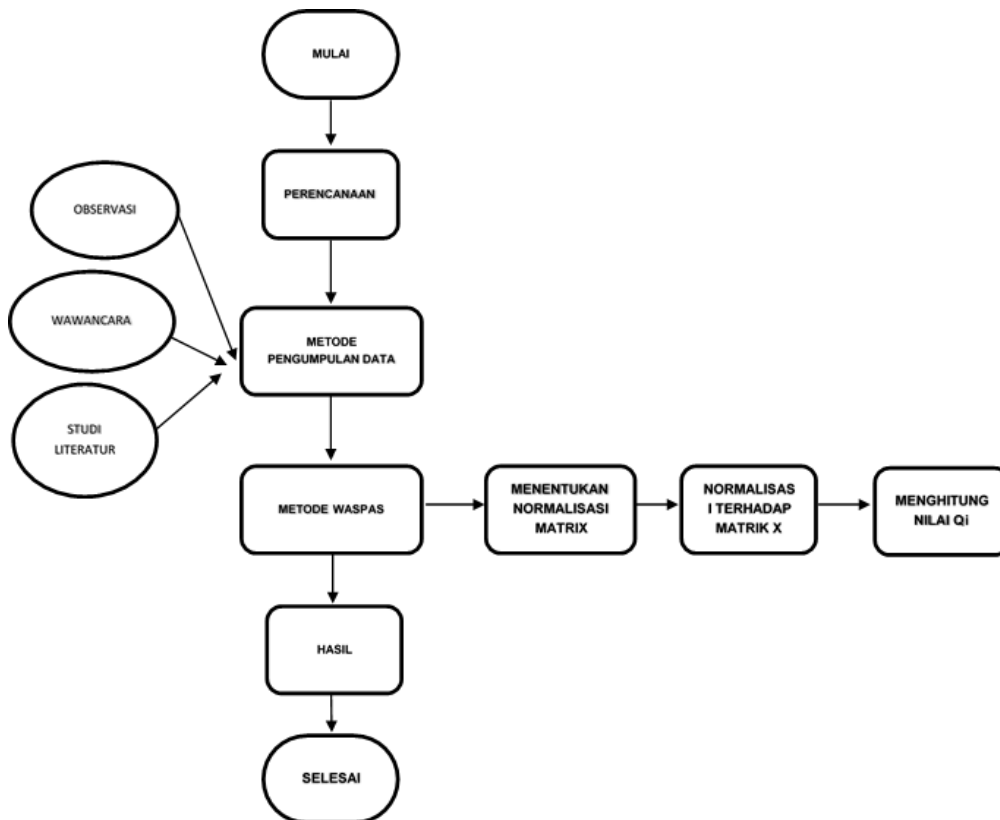 MULAI
PERENCANAAN
OBSERVASI
WAWANCARA
STUDI
LITERATUR
METODE
PENGUMPULAN DATA
METODE WASPAS
MENENTUKAN
NORMALISASI
MATRIX
NORMALISAS
I TERHADAP
MATRIK X
MENGHITUNG
NILAI Qi
HASIL
SELESAI